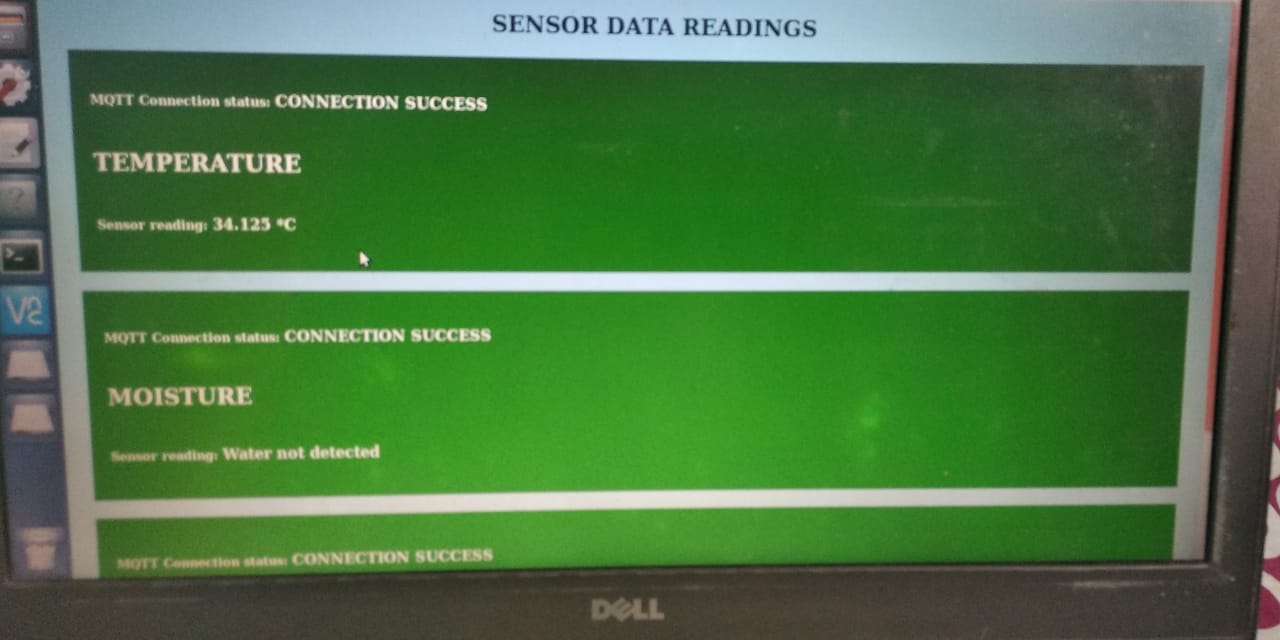 SENSOR DATA READINGS
MQTT Connection status: CONNECTION SUCCESS
TEMPERATURE
Sensor reading: 34.125 °C
MQTT Connection status: CONNECTION SUCCESS
MOISTURE
Sensor reading: Water not detected
MQTT Connection status: CONNECTION SUCCESS
DELL